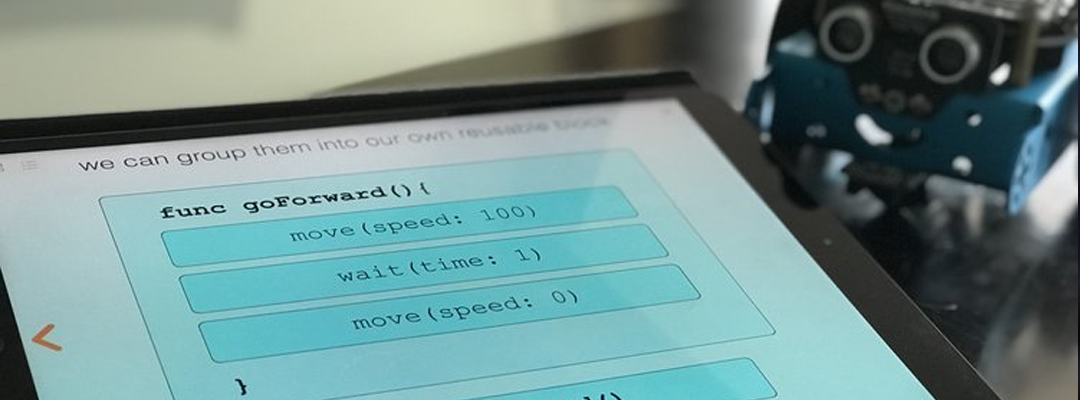 we can group them into our own reusable block
func goForward() {
move(speed: 100)
wait(time: 1)
move(speed: 0)
}